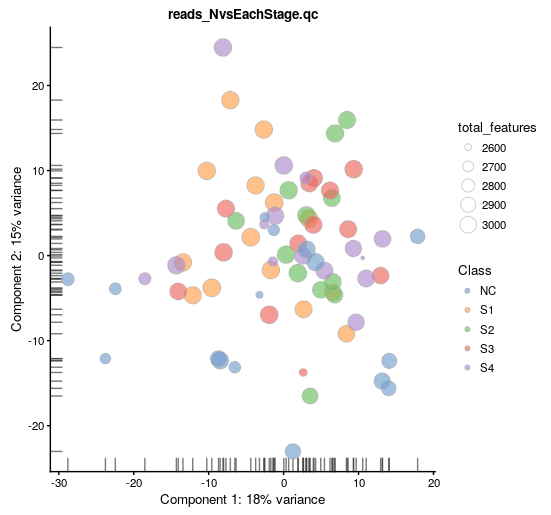 reads_NvsEachStage.qc
20
10
0
-10
-20
-30
-20
-10
0
10
20
Component 2: 15% variance
Component 1: 18% variance
total_features
2600
2700
2800
2900
3000
Class
NC
S1
S2
S3
S4